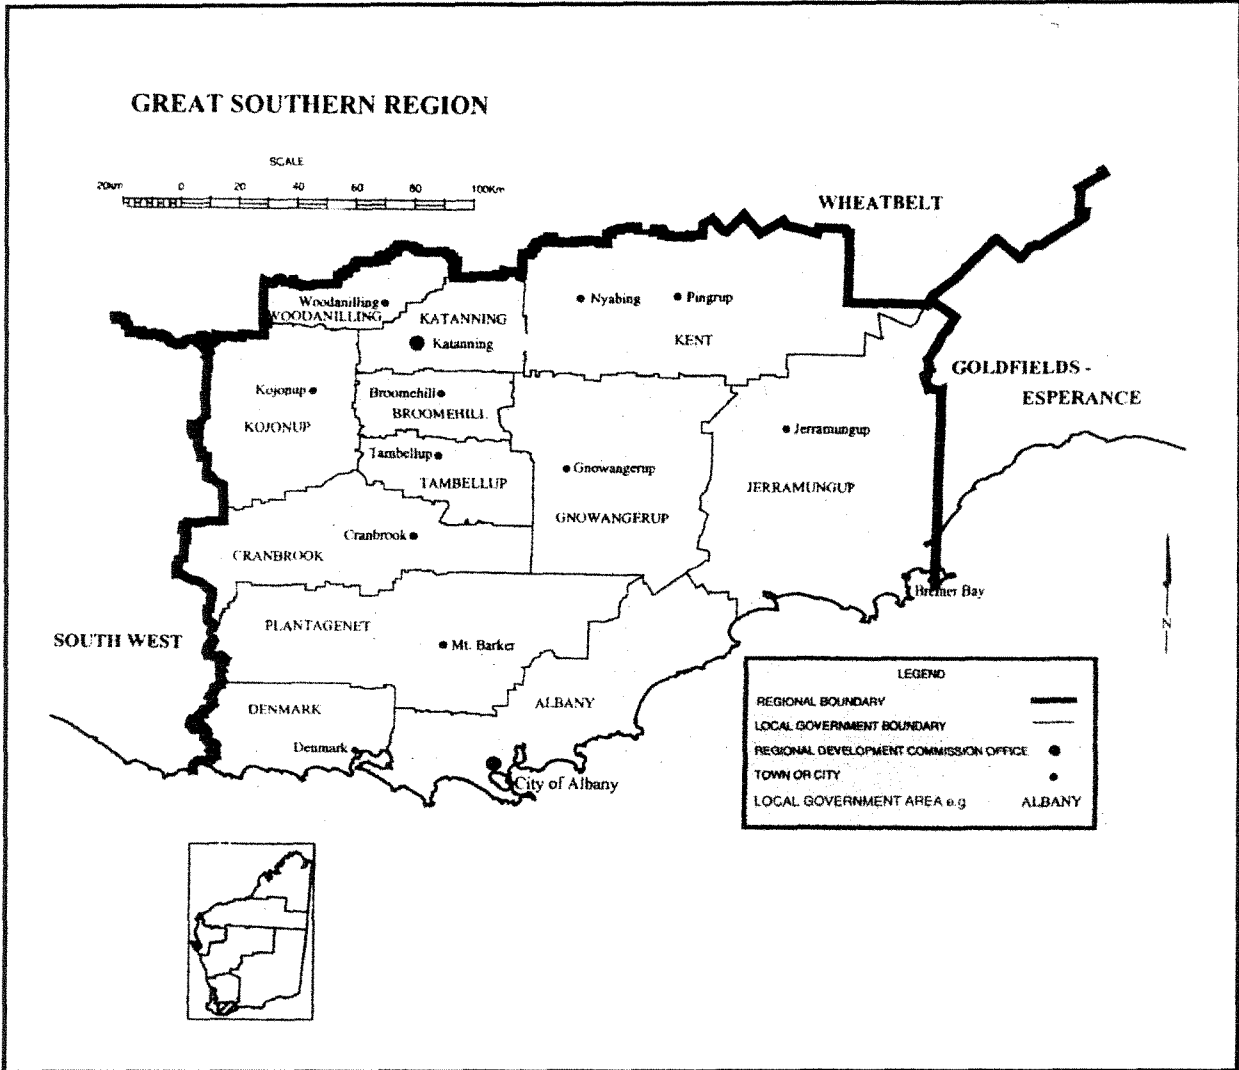 GREAT SOUTHERN REGION
SCALE
20Km 0 20 40 60 80 100Km
WHEATBELT
Woodanilling
WOODANILLING
KATANNING
Katanning
Nyabing
Pingrup
KENT
GOLDFIELDS -
ESPERANCE
Kojonup
KOJONUP
Broomehill
BROOMEHILL
Jerramungup
JERRAMUNGUP
Tambellup
TAMBELLUP
Gnowangerup
GNOWANGERUP
Cranbrook
CRANBROOK
Bremer Bay
N
SOUTH WEST
PLANTAGENET
Mt. Barker
DENMARK
Denmark
ALBANY
City of Albany
LEGEND
REGIONAL BOUNDARY
LOCAL GOVERNMENT BOUNDARY
REGIONAL DEVELOPMENT COMMISSION OFFICE
TOWN OR CITY
LOCAL GOVERNMENT AREA e.g ALBANY